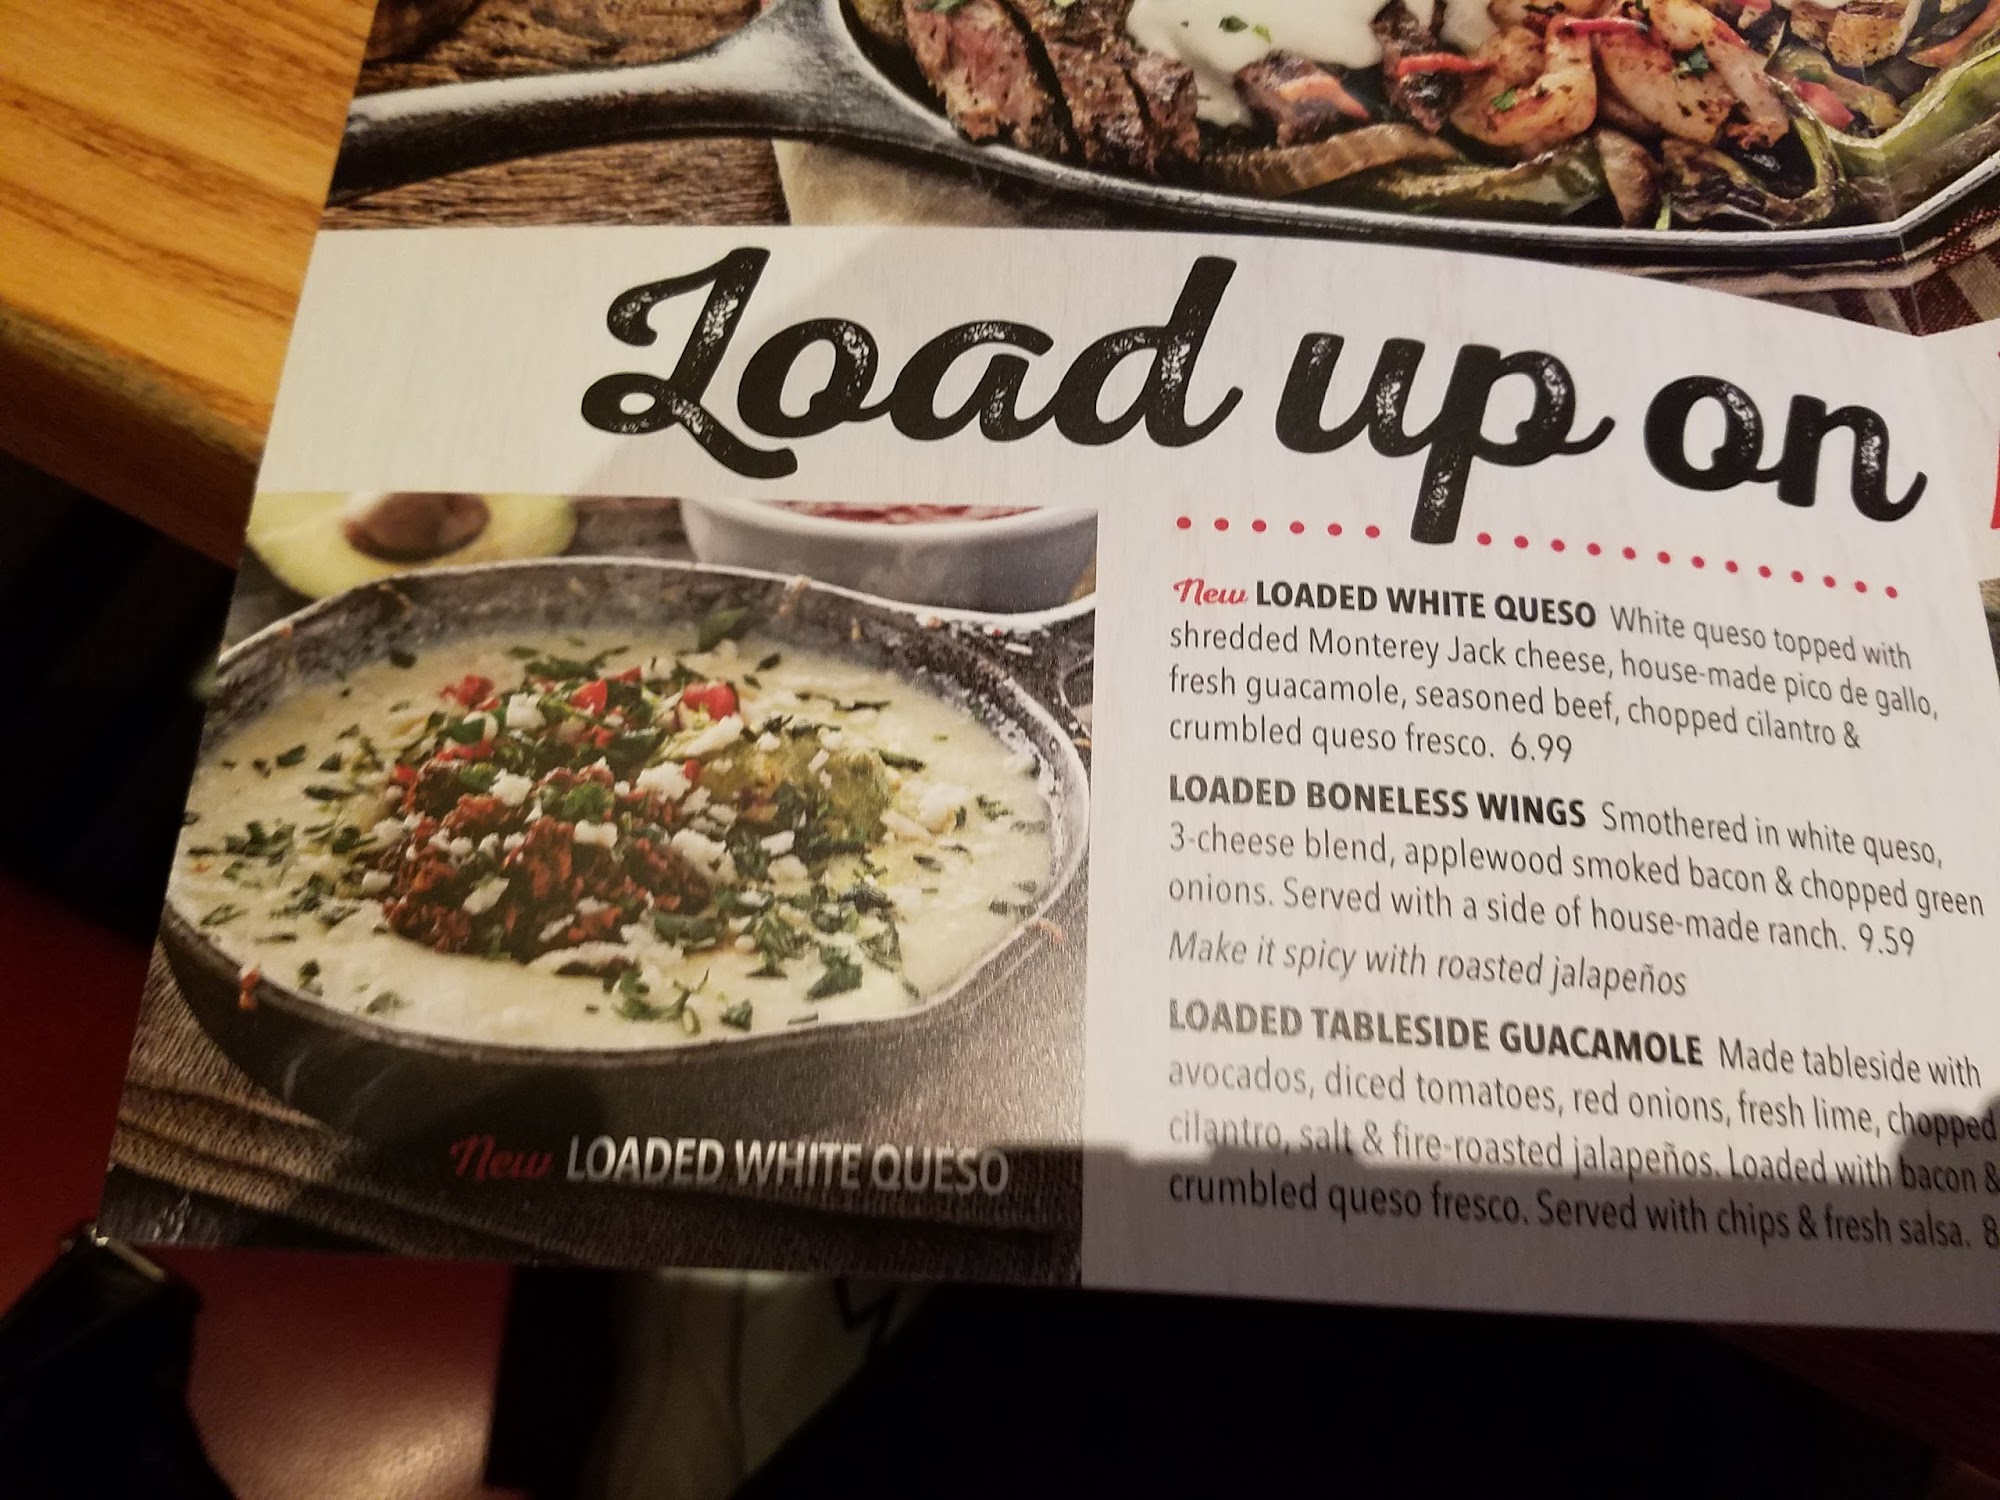 Load up on
New LOADED WHITE QUESO White queso topped with
shredded Monterey Jack cheese, house-made pico de gallo,
fresh guacamole, seasoned beef, chopped cilantro &
crumbled queso fresco. 6.99
LOADED BONELESS WINGS Smothered in white queso,
3-cheese blend, applewood smoked bacon & chopped green
onions. Served with a side of house-made ranch. 9.59
Make it spicy with roasted jalapeños
LOADED TABLESIDE GUACAMOLE Made tableside with
avocados, diced tomatoes, red onions, fresh lime, chopped
cilantro, salt & fire-roasted jalapeños. Loaded with bacon &
crumbled queso fresco. Served with chips & fresh salsa. 8
New LOADED WHITE QUESO